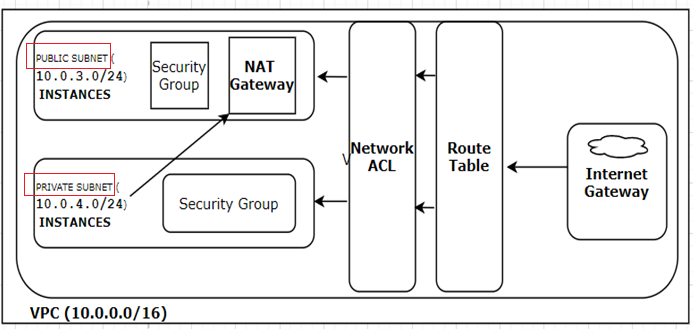 PUBLIC SUBNET (
10.0.3.0/24)
INSTANCES
Security
Group
NAT
Gateway
PRIVATE SUBNET (
10.0.4.0/24)
INSTANCES
Security Group
V
Network
ACL
Route
Table
Internet
Gateway
VPC (10.0.0.0/16)